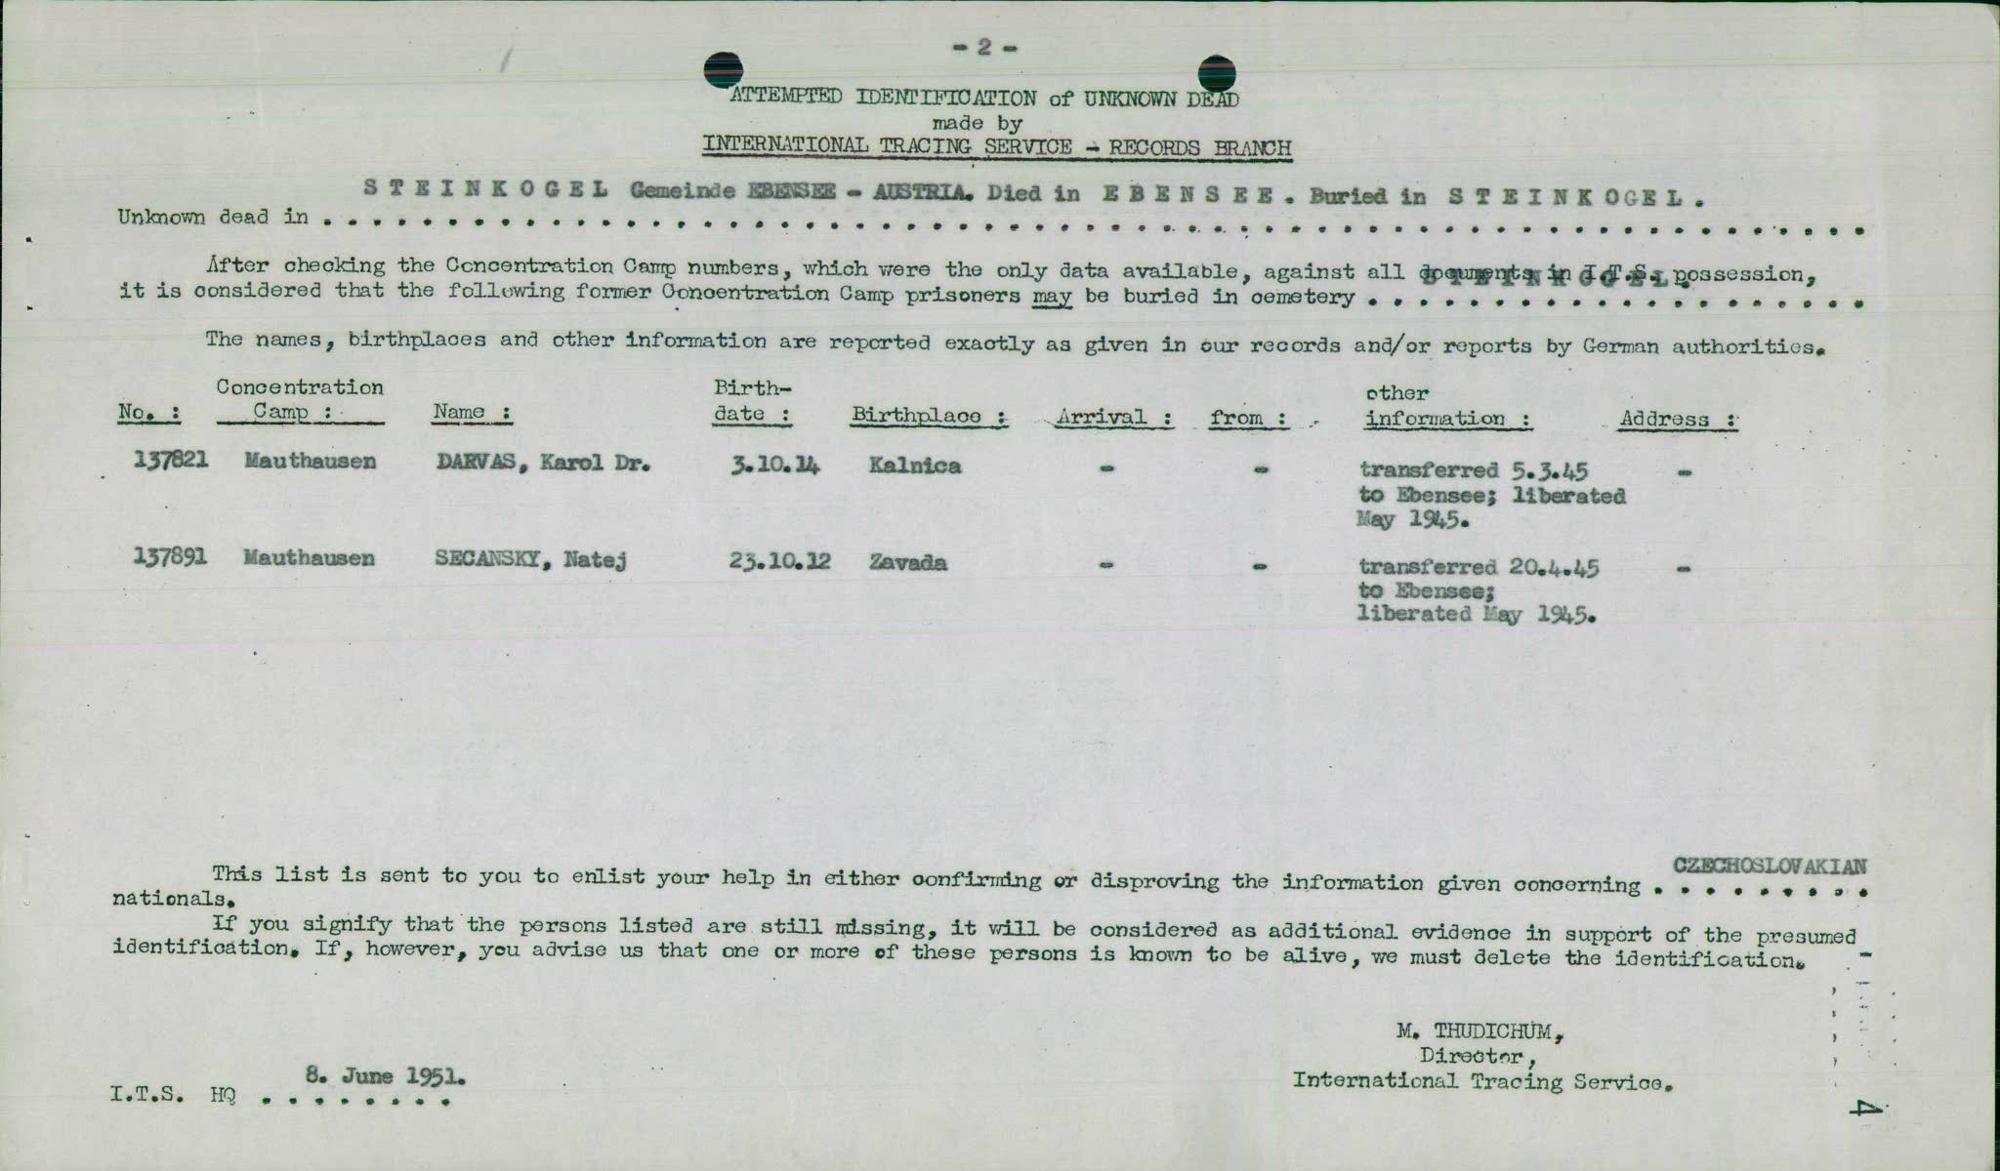 - 2 -
ATTEMPTED IDENTIFICATION of UNKNOWN DEAD
made by
INTERNATIONAL TRACING SERVICE - RECORDS BRANCH
STEINKOGEL Gemeinde EBENSEE - AUSTRIA. Died in EBENSEE. Buried in STEINKOGEL.
Unknown dead in . . . . . . . . . . . . . . . . . . . . . . . . . . . . . . . . . . . . . . . . . . . . . . . . . . . . . . . . . . .
After checking the Concentration Camp numbers, which were the only data available, against all documents in I.T.S. possession,
it is considered that the following former Concentration Camp prisoners may be buried in cemetery . . . . . . . . . . . . . . . . . . . .
The names, birthplaces and other information are reported exactly as given in our records and/or reports by German authorities.
No. : Concentration Camp : Name : Birth-date : Birthplace : Arrival : from : other information : Address :
137821 Mauthausen DARVAS, Karol Dr. 3.10.14 Kalnica - - transferred 5.3.45 -
to Ebensee; liberated
May 1945.
137891 Mauthausen SECANSKY, Natej 23.10.12 Zavada - - transferred 20.4.45 -
to Ebensee;
liberated May 1945.
CZECHOSLOVAKIAN
This list is sent to you to enlist your help in either confirming or disproving the information given concerning . . . . . . . . .
nationals.
If you signify that the persons listed are still missing, it will be considered as additional evidence in support of the presumed
identification. If, however, you advise us that one or more of these persons is known to be alive, we must delete the identification.
M. THUDICHUM,
Director,
International Tracing Service.
8. June 1951.
I.T.S. HQ . . . . . . . .
4